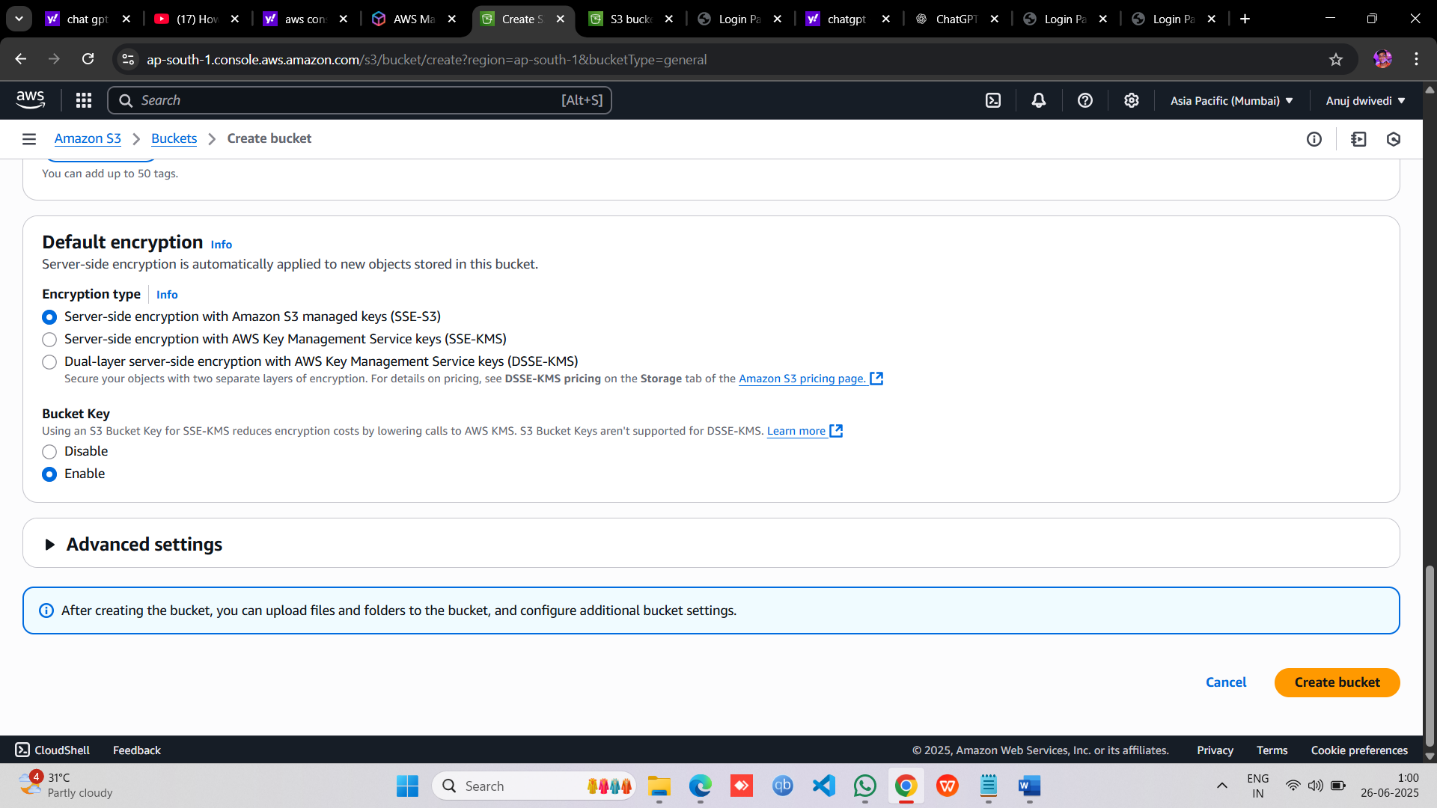 chat gpt
(17) How
aws con
AWS Ma
Create S
S3 bucke
Login Pa
chatgpt
ChatGPT
Login Pa
Login Pa
ap-south-1.console.aws.amazon.com/s3/bucket/create?region=ap-south-1&bucketType=general
aws
Search
[Alt+S]
Asia Pacific (Mumbai)
Anuj dwivedi
Amazon S3
Buckets
Create bucket
You can add up to 50 tags.
Default encryption Info
Server-side encryption is automatically applied to new objects stored in this bucket.
Encryption type Info
Server-side encryption with Amazon S3 managed keys (SSE-S3)
Server-side encryption with AWS Key Management Service keys (SSE-KMS)
Dual-layer server-side encryption with AWS Key Management Service keys (DSSE-KMS)
Secure your objects with two separate layers of encryption. For details on pricing, see DSSE-KMS pricing on the Storage tab of the Amazon S3 pricing page.
Bucket Key
Using an S3 Bucket Key for SSE-KMS reduces encryption costs by lowering calls to AWS KMS. S3 Bucket Keys aren't supported for DSSE-KMS. Learn more
Disable
Enable
Advanced settings
After creating the bucket, you can upload files and folders to the bucket, and configure additional bucket settings.
Cancel
Create bucket
CloudShell
Feedback
© 2025, Amazon Web Services, Inc. or its affiliates.
Privacy
Terms
Cookie preferences
4
31°C
Partly cloudy
Search
qb
W
ENG
IN
1:00
26-06-2025